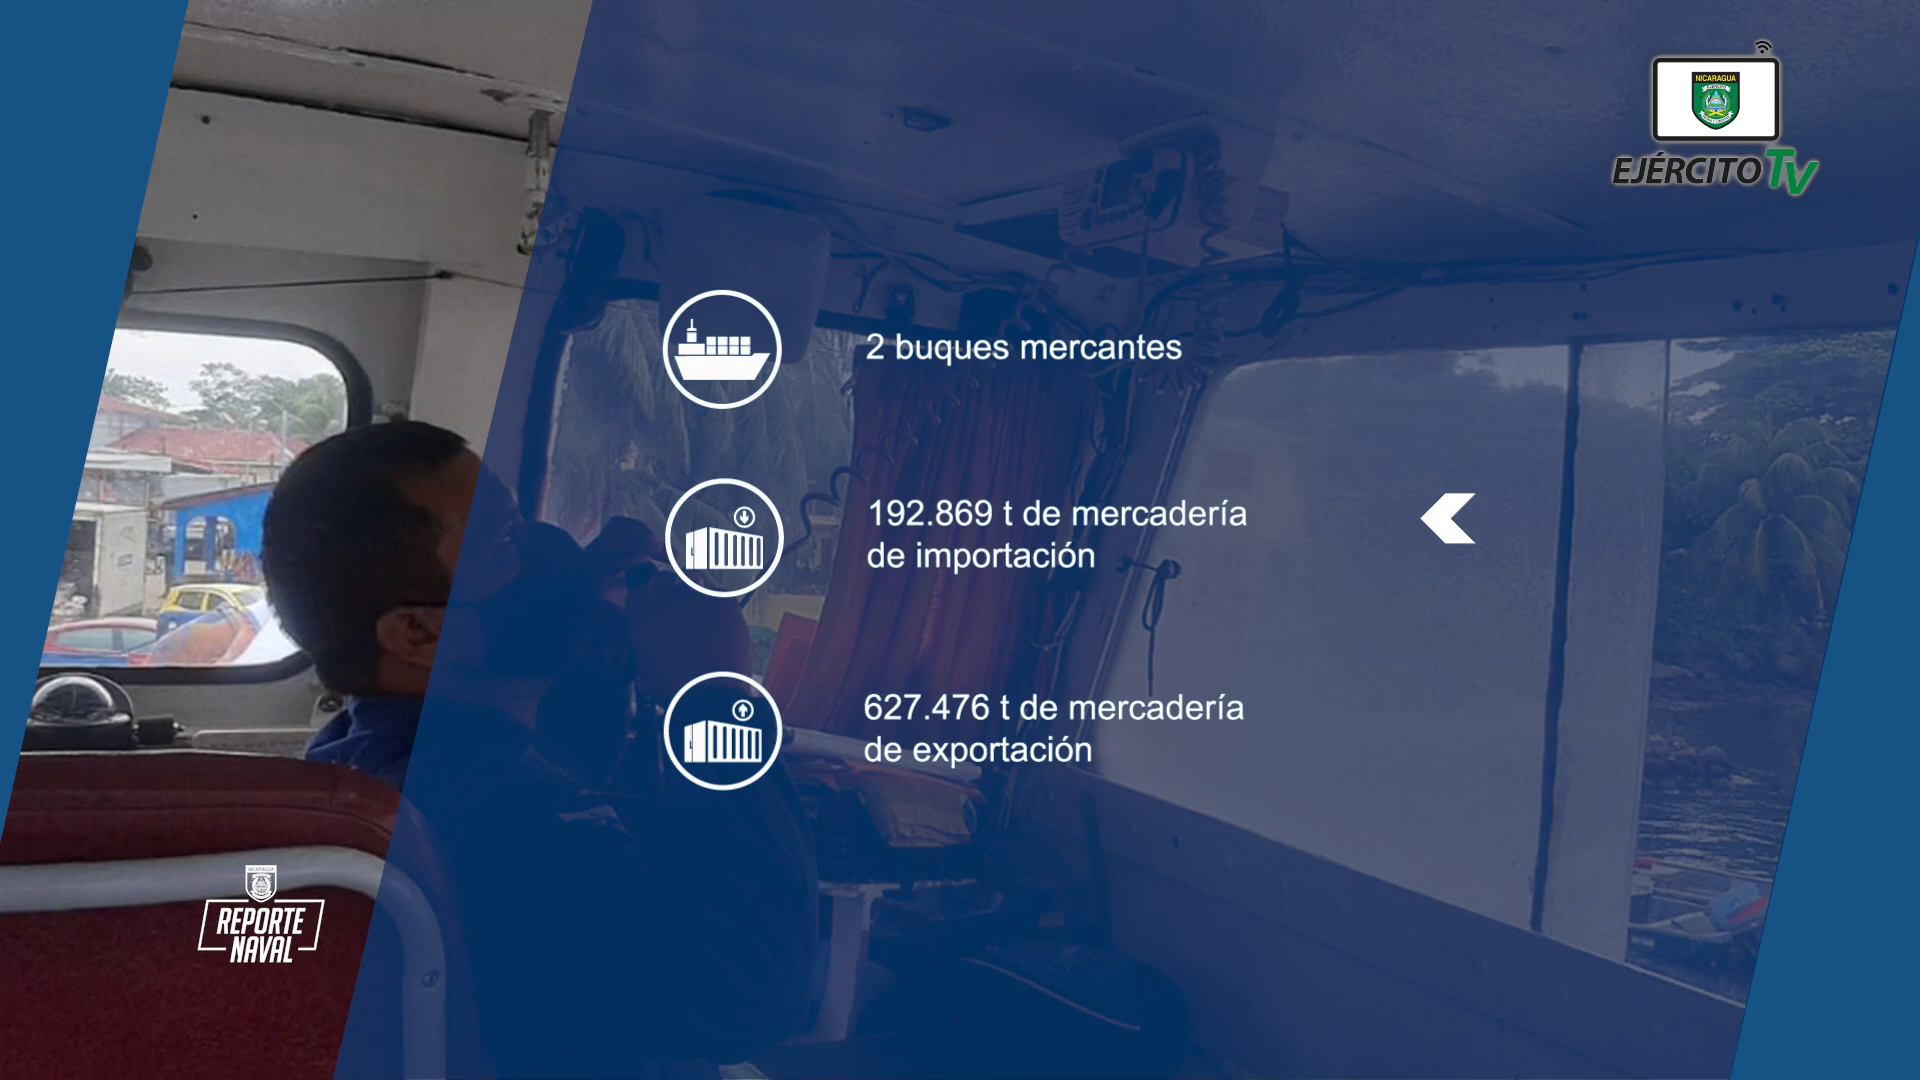 NICARAGUA
EJÉRCITO TV
2 buques mercantes
192.869 t de mercadería
de importación
627.476 t de mercadería
de exportación
NICARAGUA
REPORTE
NAVAL